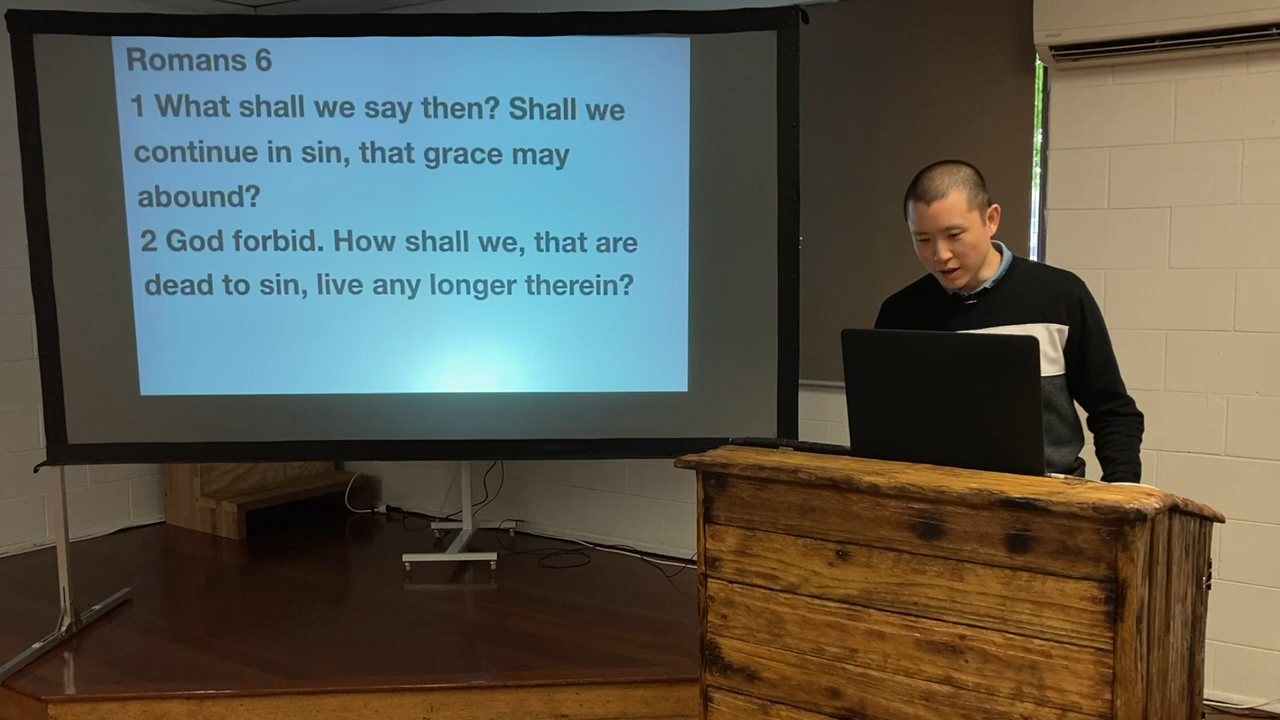 Romans 6
1 What shall we say then? Shall we
continue in sin, that grace may
abound?
2 God forbid. How shall we, that are
dead to sin, live any longer therein?